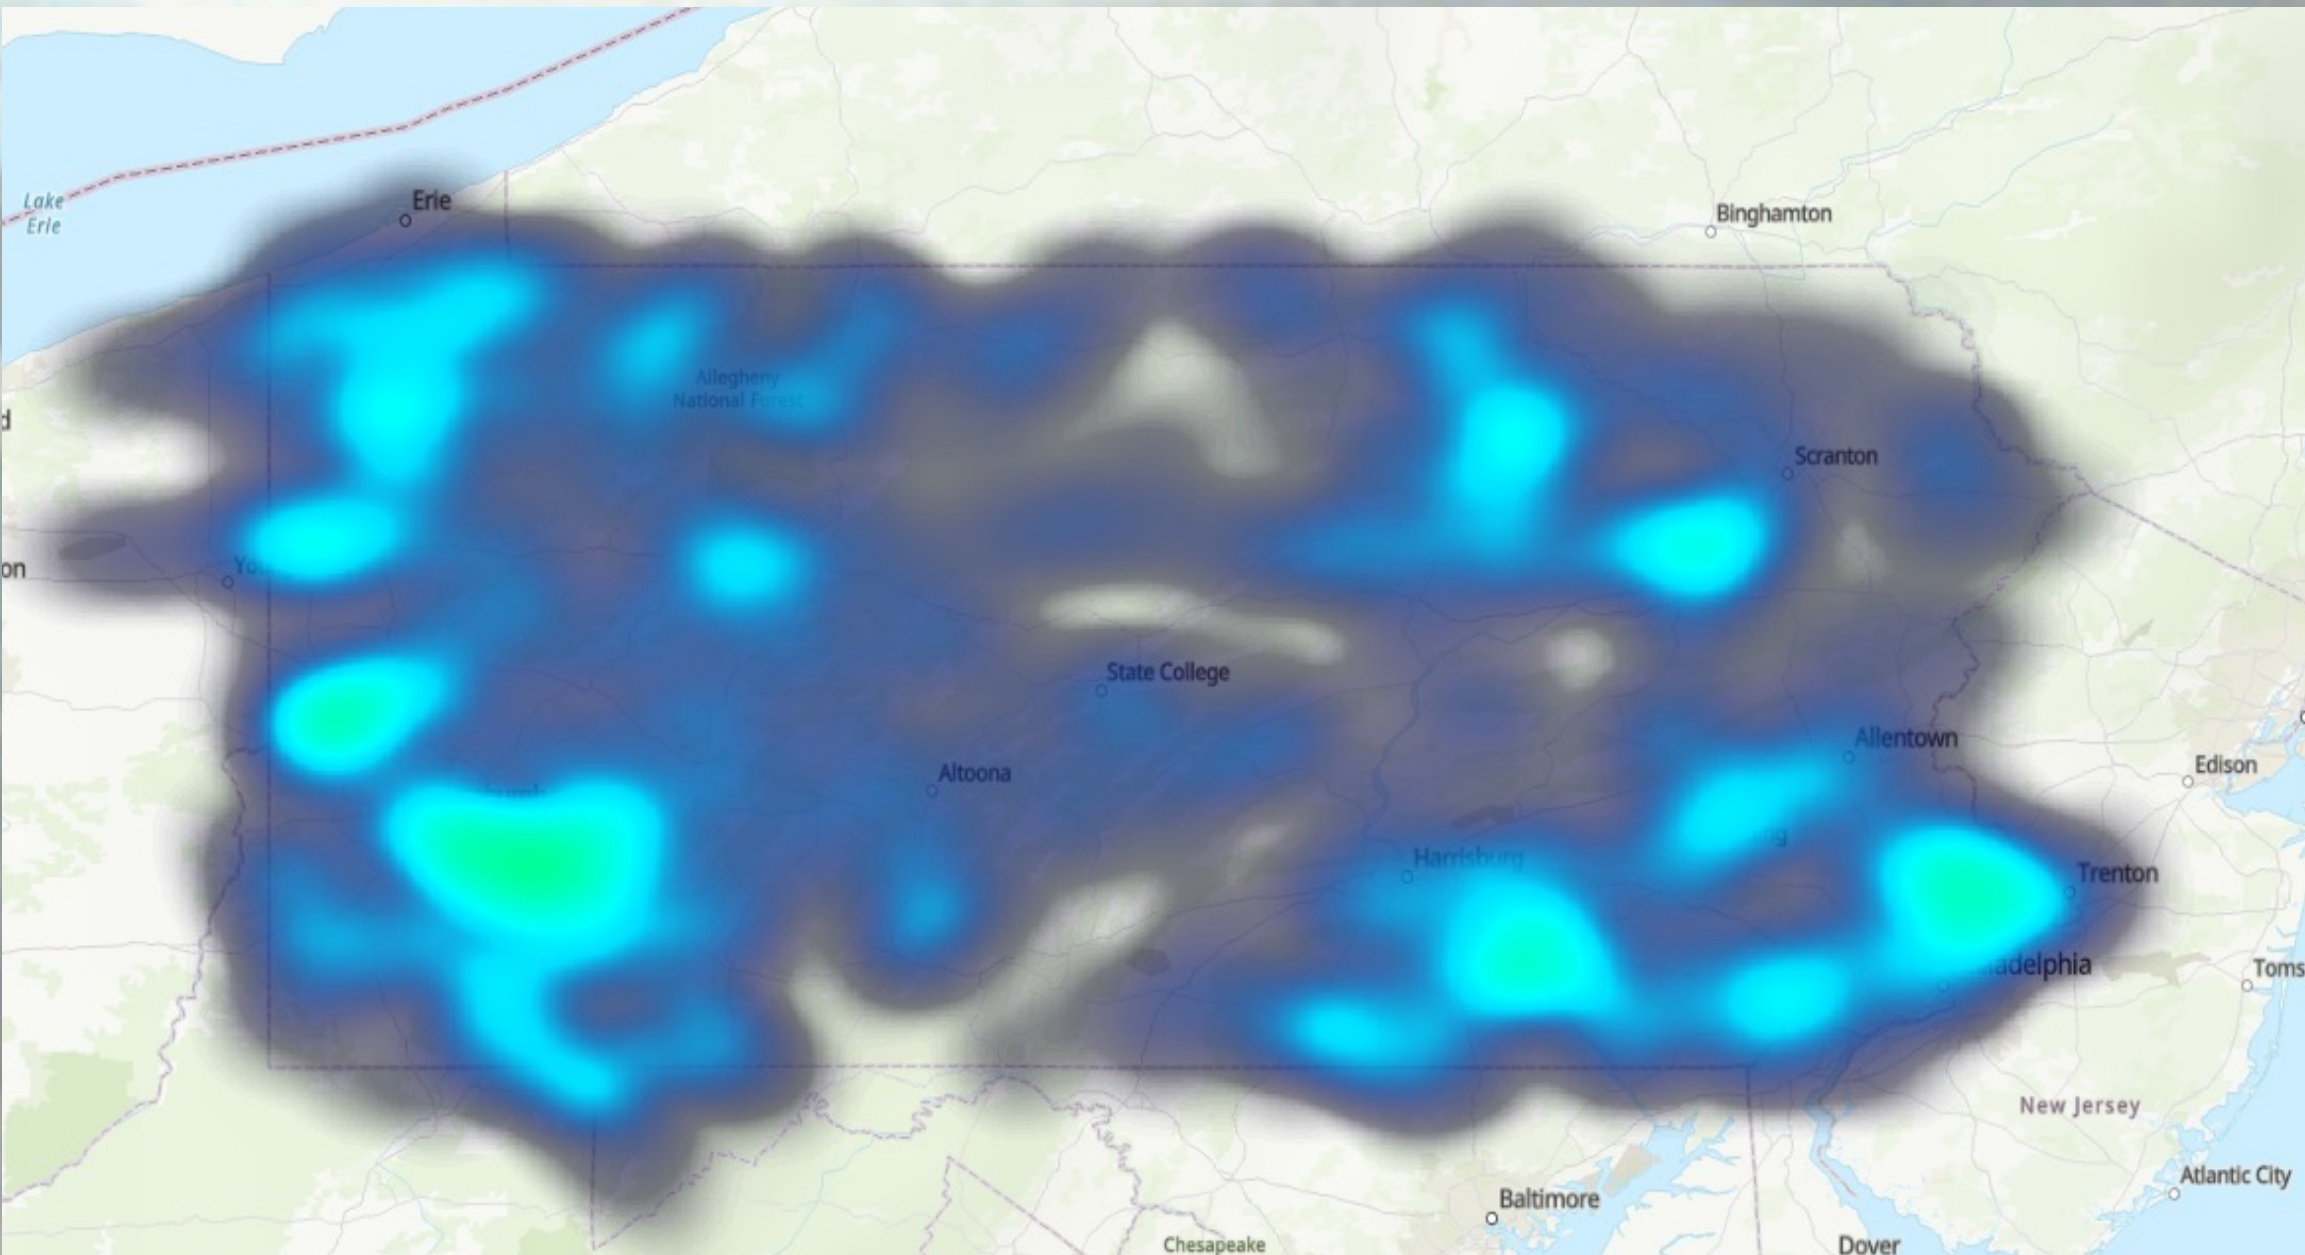 Erie
Lake
Erie
Binghamton
d
Allegheny
National Forest
Scranton
on
State College
Allentown
Edison
Altoona
Harrisburg
Trenton
Toms
New Jersey
Atlantic City
Baltimore
Chesapeake
Dover